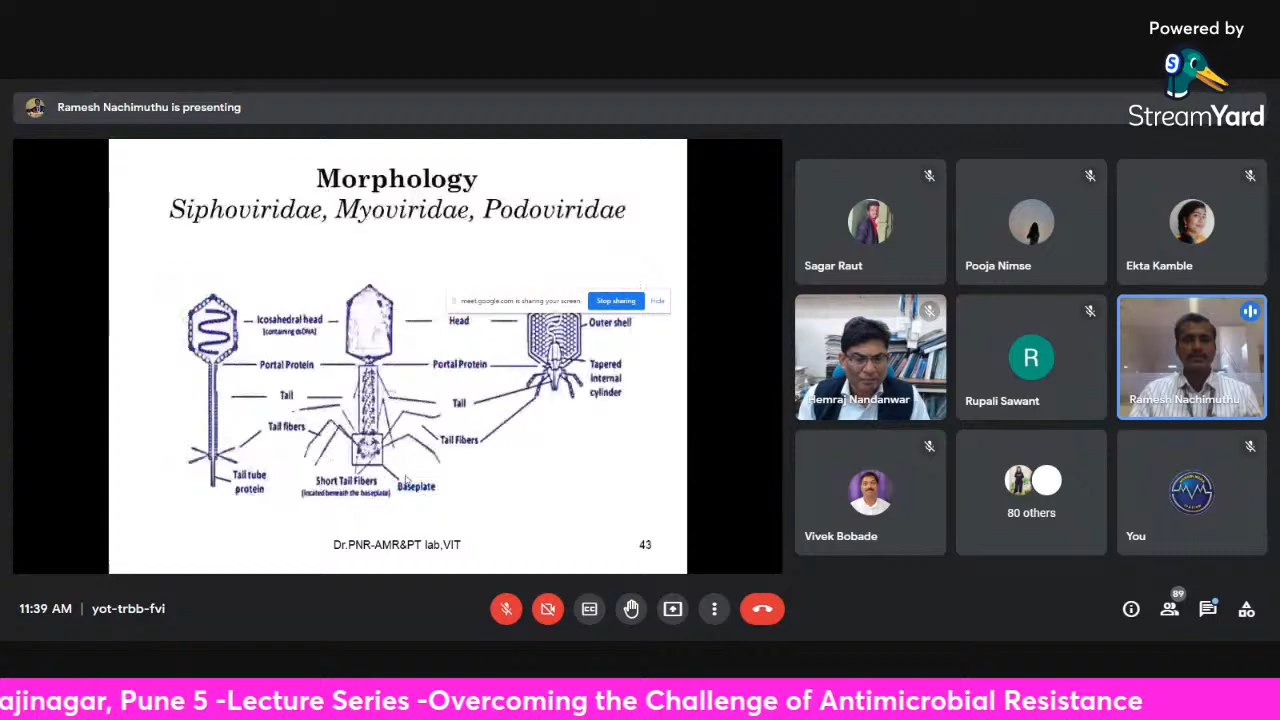 Powered by
S
StreamYard
Ramesh Nachimuthu is presenting
Morphology
Siphoviridae, Myoviridae, Podoviridae
meet.google.com is sharing your screen.
Stop sharing
Hide
Icosahedral head
(containing dsDNA)
Head
Outer shell
Portal Protein
Portal Protein
Tapered
internal
cylinder
Tail
Tail
Tail fibers
Tail Fibers
Tail tube
protein
Short Tail Fibers
(located beneath the baseplate)
Baseplate
Dr.PNR-AMR&PT lab,VIT
43
Sagar Raut
Pooja Nimse
Ekta Kamble
Hemraj Nandanwar
R
Rupali Sawant
Ramesh Nachimuthu
Vivek Bobade
80 others
You
11:39 AM | yot-trbb-fvi
89
ajinagar, Pune 5 -Lecture Series -Overcoming the Challenge of Antimicrobial Resistance